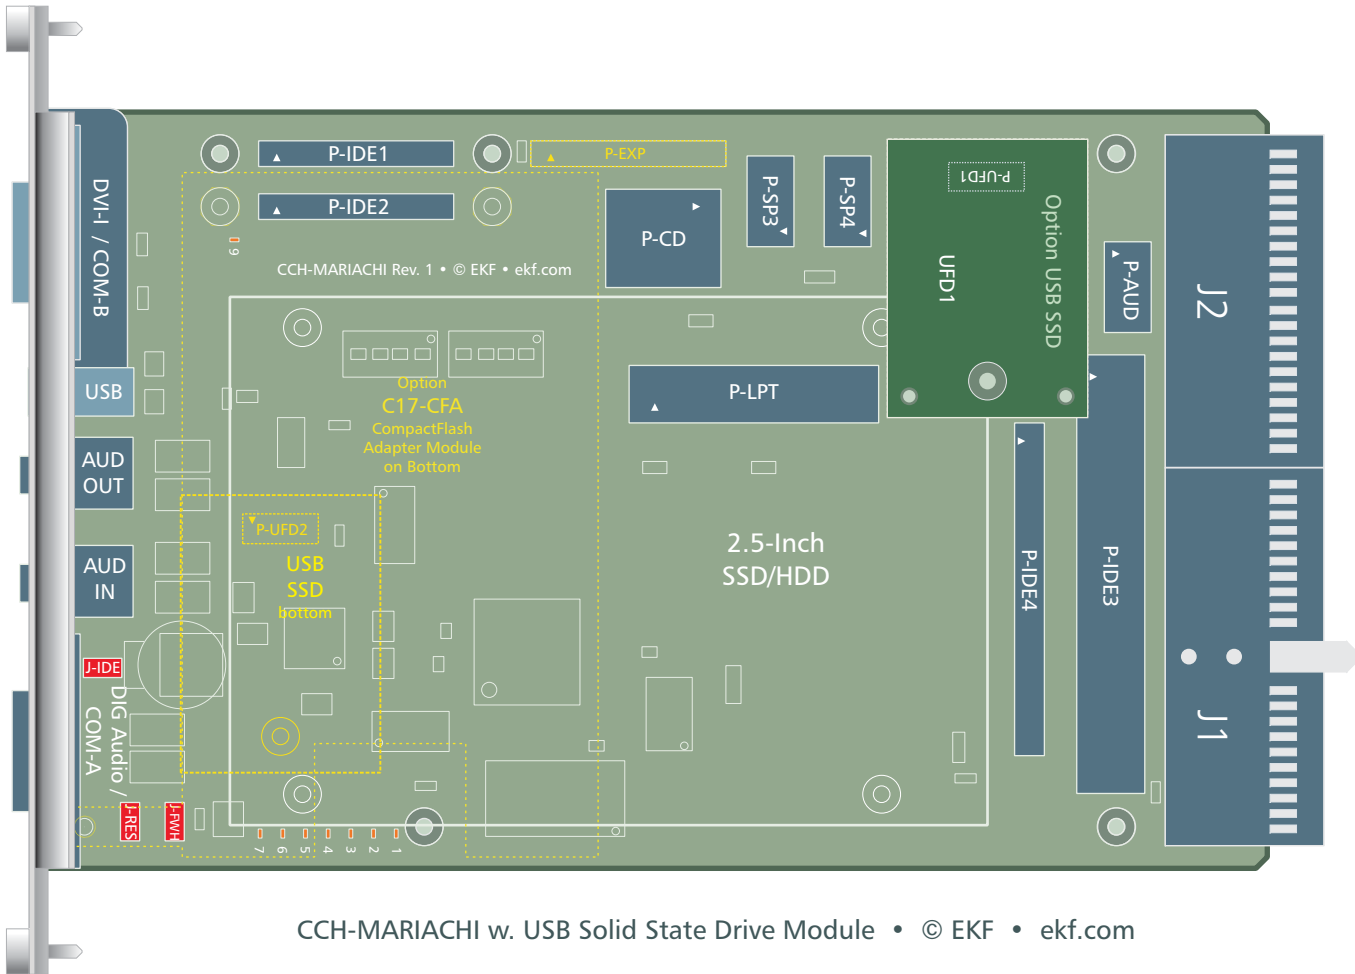 P-IDE1
P-EXP
P-IDE2
9
CCH-MARIACHI Rev. 1 • © EKF • ekf.com
P-CD
P-SP3
P-SP4
P-UFD1
UFD1
Option USB SSD
P-AUD
J2
DVI-I / COM-B
USB
AUD
OUT
AUD
IN
Option
C17-CFA
CompactFlash
Adapter Module
on Bottom
P-LPT
P-UFD2
USB
SSD
bottom
2.5-Inch
SSD/HDD
P-IDE4
P-IDE3
J1
J-IDE
DIG Audio /
COM-A
J-RES
J-FWH
7
6
5
4
3
2
1
CCH-MARIACHI w. USB Solid State Drive Module • © EKF • ekf.com